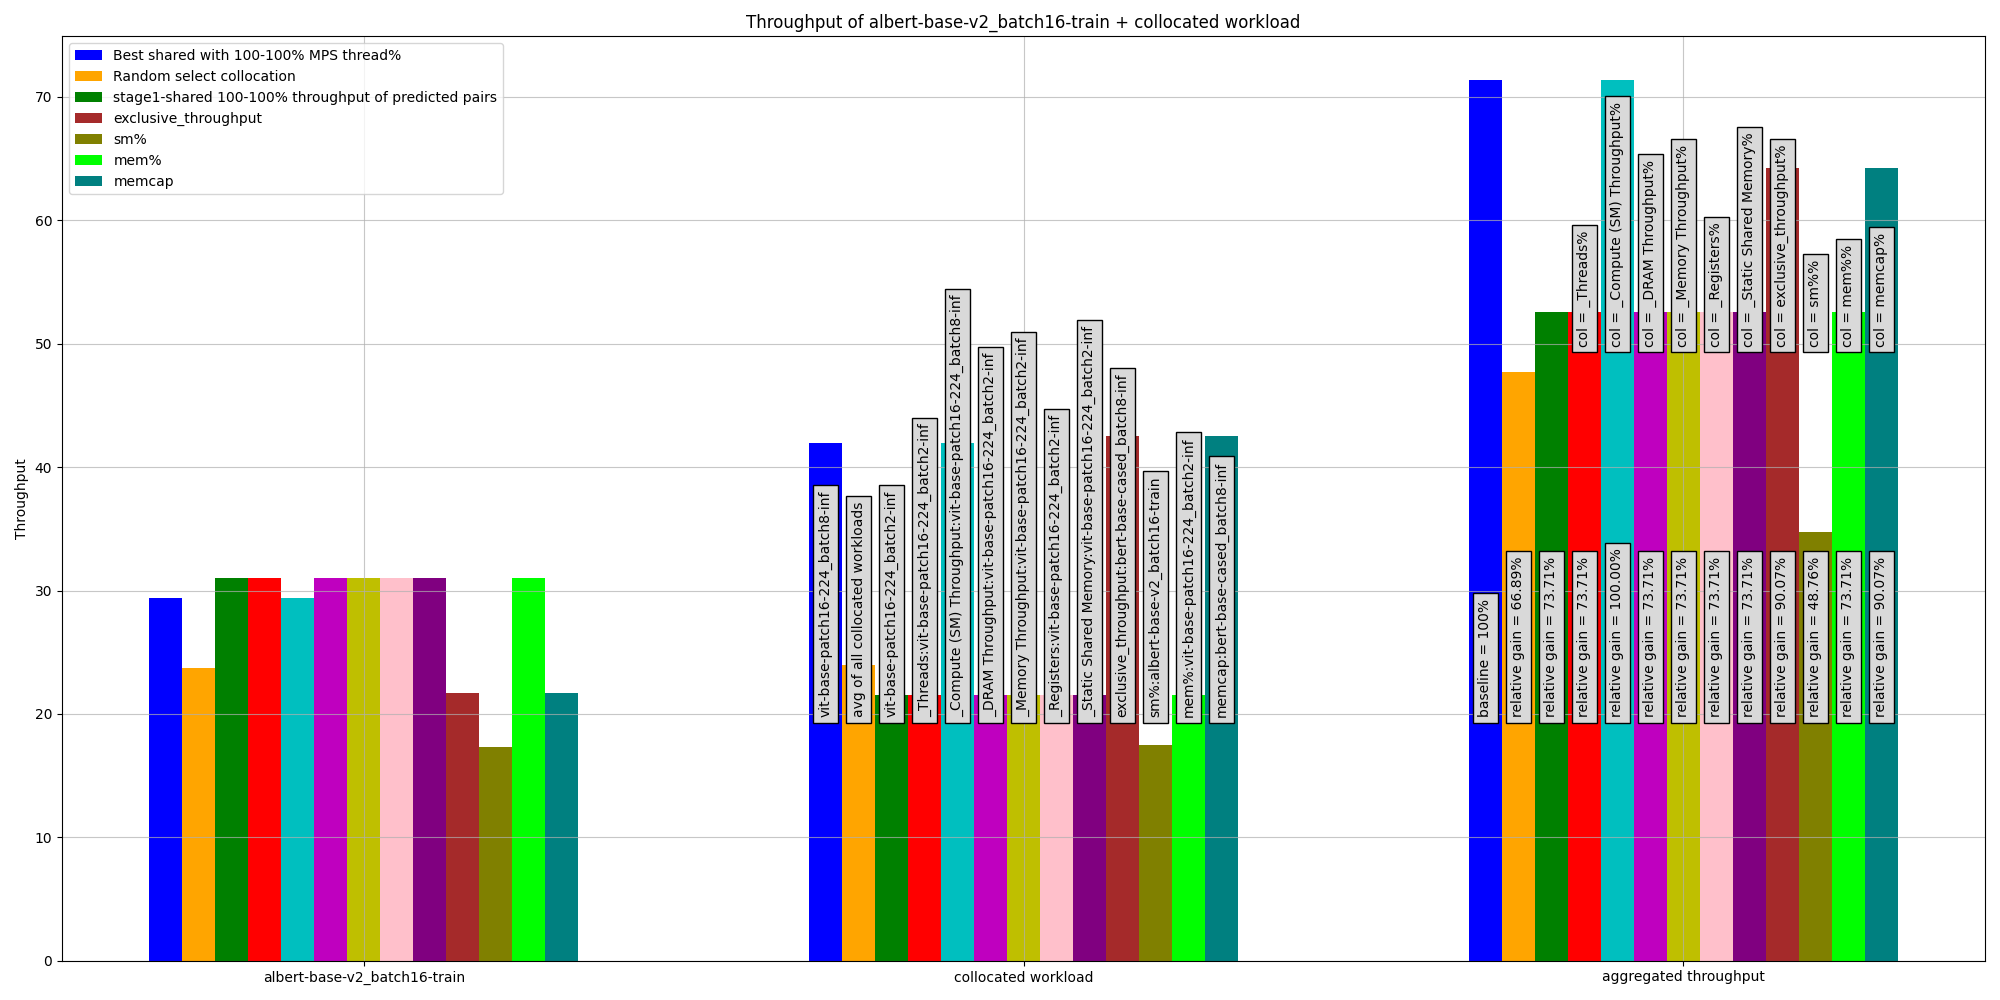 Throughput of albert-base-v2_batch16-train + collocated workload
Best shared with 100-100% MPS thread%
Random select collocation
stage1-shared 100-100% throughput of predicted pairs
exclusive_throughput
sm%
mem%
memcap
Throughput
70
60
50
40
30
20
10
0
vit-base-patch16-224_batch8-inf
avg of all collocated workloads
vit-base-patch16-224_batch2-inf
_Threads:vit-base-patch16-224_batch2-inf
_Compute (SM) Throughput:vit-base-patch16-224_batch8-inf
_DRAM Throughput:vit-base-patch16-224_batch2-inf
_Memory Throughput:vit-base-patch16-224_batch2-inf
_Registers:vit-base-patch16-224_batch2-inf
_Static Shared Memory:vit-base-patch16-224_batch2-inf
exclusive_throughput:bert-base-cased_batch8-inf
sm%:albert-base-v2_batch16-train
mem%:vit-base-patch16-224_batch2-inf
memcap:bert-base-cased_batch8-inf
col = _Threads%
col = _Compute (SM) Throughput%
col = _DRAM Throughput%
col = _Memory Throughput%
col = _Registers%
col = _Static Shared Memory%
col = exclusive_throughput%
col = sm%%
col = mem%%
col = memcap%
baseline = 100%
relative gain = 66.89%
relative gain = 73.71%
relative gain = 73.71%
relative gain = 100.00%
relative gain = 73.71%
relative gain = 73.71%
relative gain = 73.71%
relative gain = 73.71%
relative gain = 90.07%
relative gain = 48.76%
relative gain = 73.71%
relative gain = 90.07%
albert-base-v2_batch16-train
collocated workload
aggregated throughput